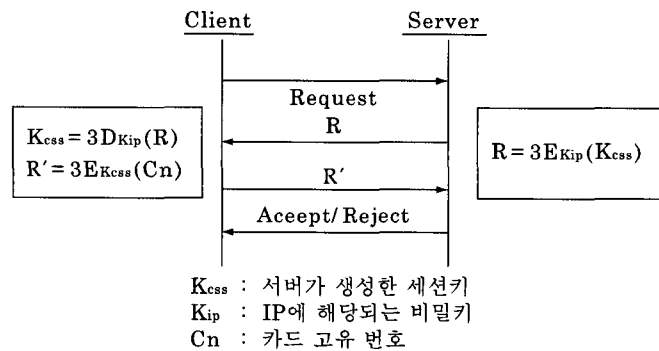 Client
Server
Request
R
Kcss = 3DKip(R)
R′ = 3EKcss(Cn)
R = 3EKip(Kcss)
R′
Aceept/ Reject
Kcss : 서버가 생성한 세션키
Kip : IP에 해당되는 비밀키
Cn : 카드 고유 번호